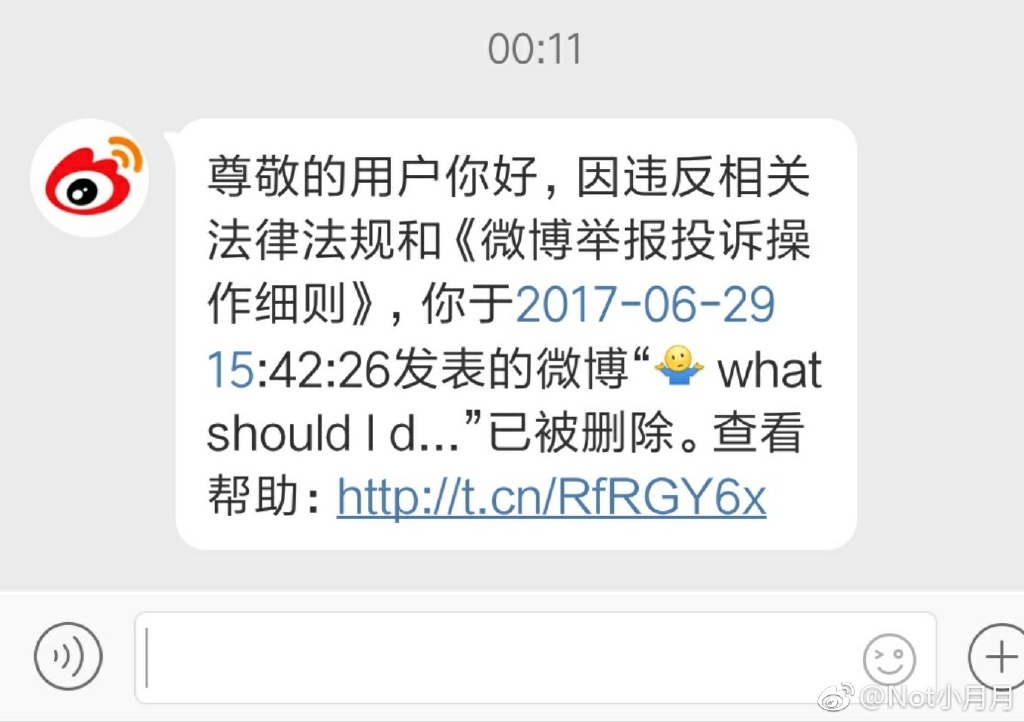 00:11
尊敬的用户你好，因违反相关
法律法规和《微博举报投诉操
作细则》，你于2017-06-29
15:42:26发表的微博“🤷‍♂️ what
should I d...”已被删除。查看
帮助：http://t.cn/RfRGY6x
@Not小月月